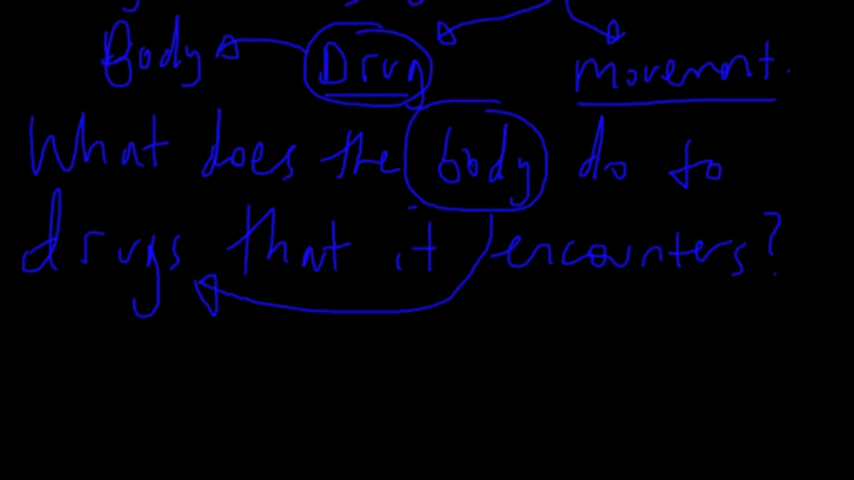 Body Drug movement.
What does the body do to
drugs that it encounters?